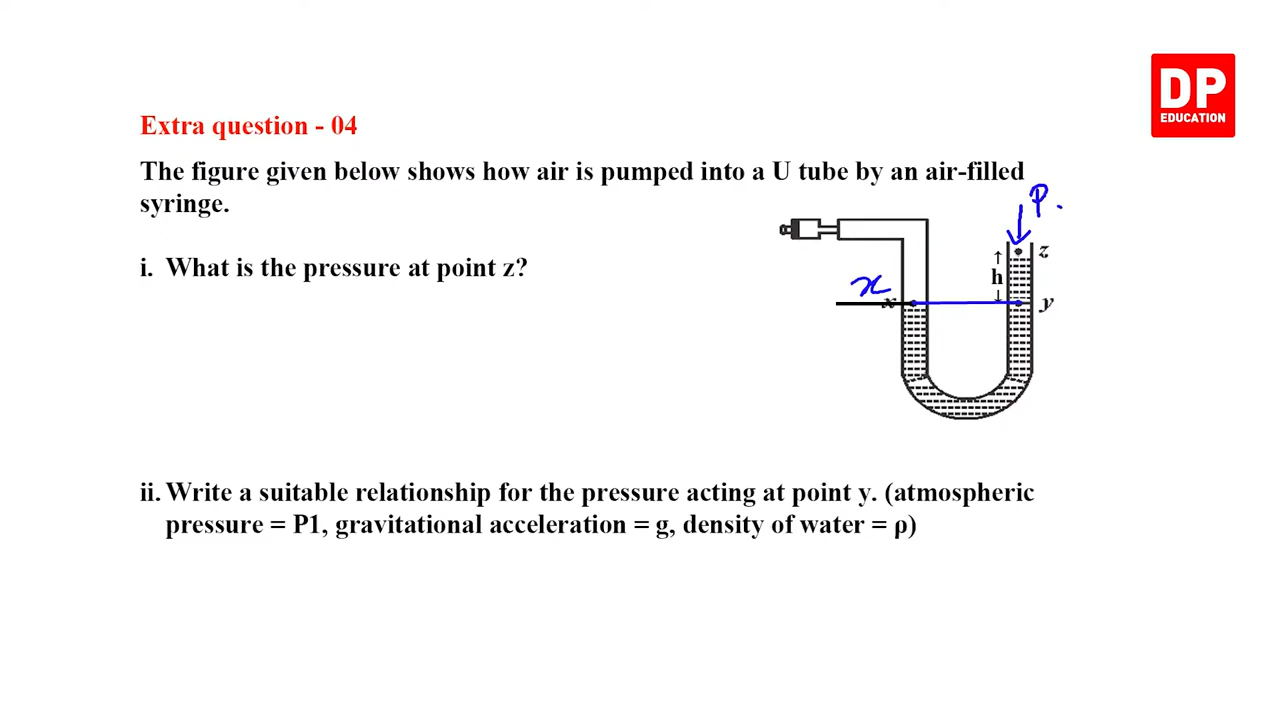 DP
EDUCATION
Extra question - 04
The figure given below shows how air is pumped into a U tube by an air-filled
syringe.
P.
i. What is the pressure at point z?
z
h
x
x
y
ii. Write a suitable relationship for the pressure acting at point y. (atmospheric
pressure = P1, gravitational acceleration = g, density of water = ρ)